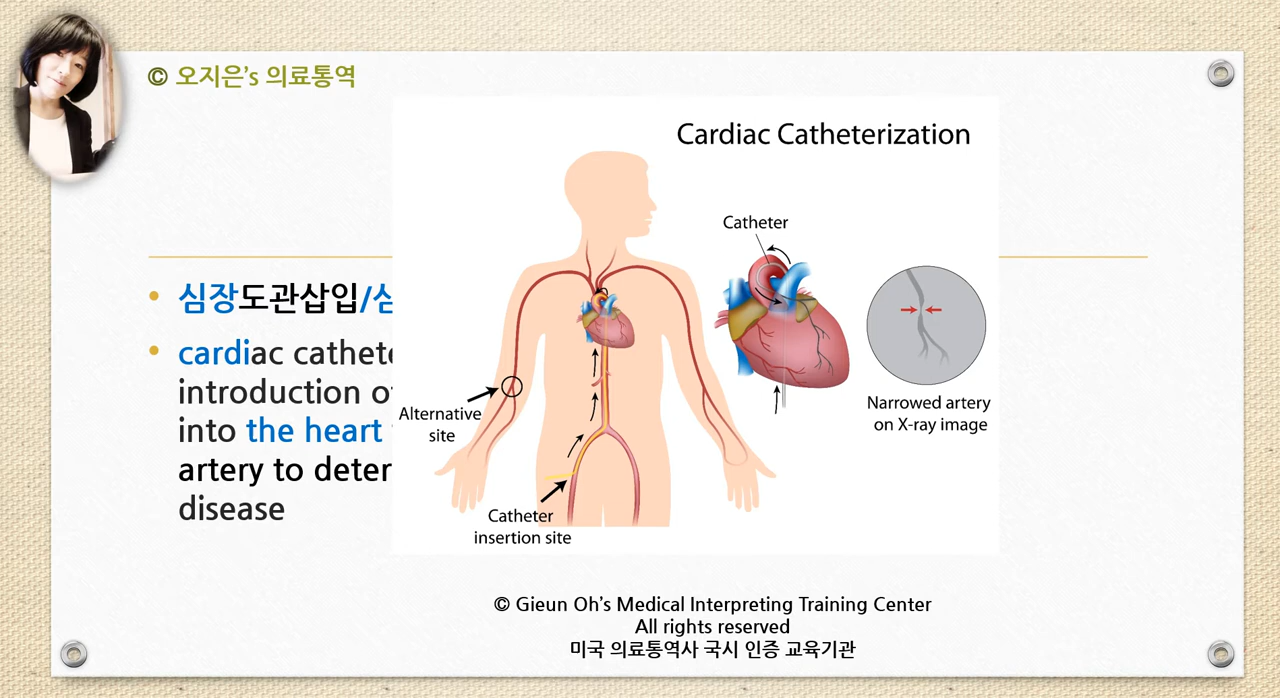 © 오지은's 의료통역
Cardiac Catheterization
Catheter
심장도관삽입/
cardiac
introduction
into the heart
artery to
disease
Alternative
site
Narrowed artery
on X-ray image
Catheter
insertion site
© Gieun Oh's Medical Interpreting Training Center
All rights reserved
미국 의료통역사 국시 인증 교육기관